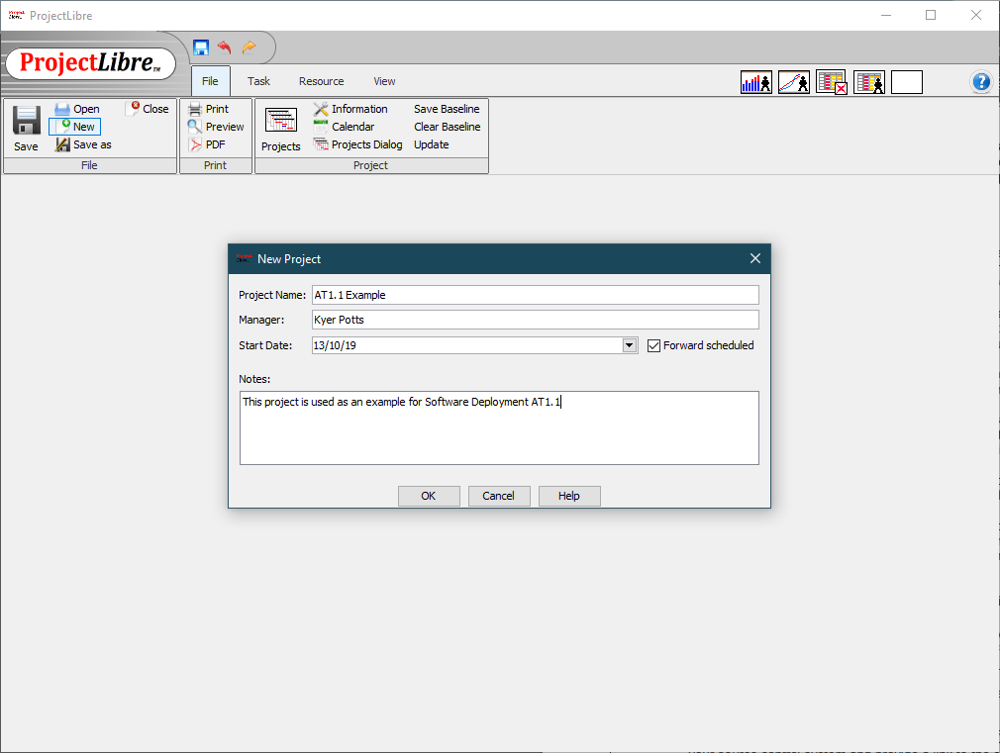 ProjectLibre
ProjectLibre™
File Task Resource View
Save
Open
New
Save as
Close
File
Print
Preview
PDF
Print
Projects
Information
Calendar
Projects Dialog
Save Baseline
Clear Baseline
Update
Project
New Project
Project Name: AT1.1 Example
Manager: Kyer Potts
Start Date: 13/10/19 Forward scheduled
Notes:
This project is used as an example for Software Deployment AT1.1
OK Cancel Help